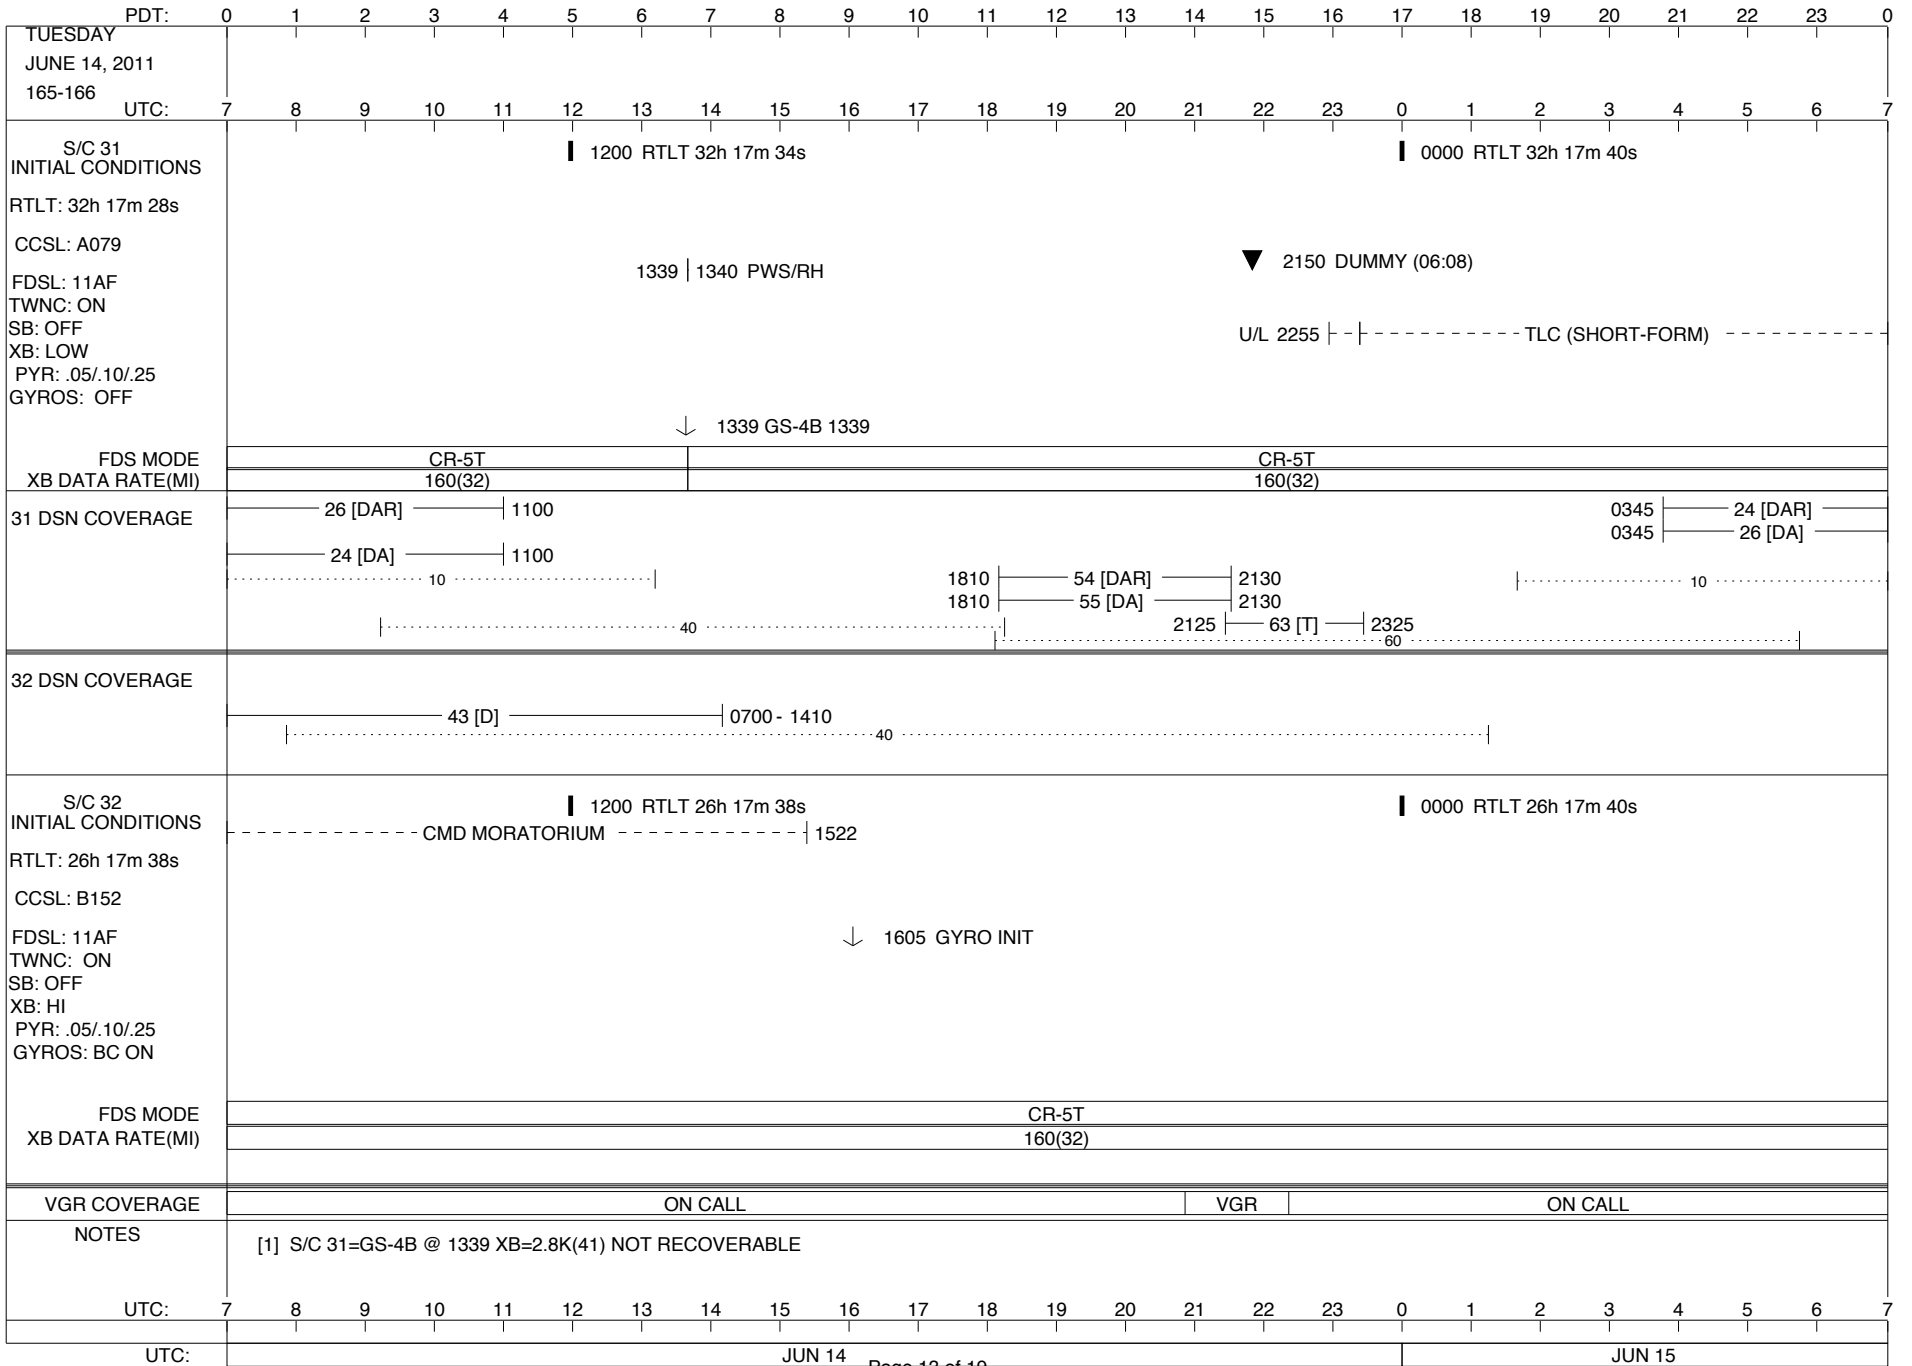 PDT: 0 1 2 3 4 5 6 7 8 9 10 11 12 13 14 15 16 17 18 19 20 21 22 23 0
TUESDAY
JUNE 14, 2011
165-166
UTC: 7 8 9 10 11 12 13 14 15 16 17 18 19 20 21 22 23 0 1 2 3 4 5 6 7
S/C 31
INITIAL CONDITIONS
1200 RTLT 32h 17m 34s
0000 RTLT 32h 17m 40s
RTLT: 32h 17m 28s
CCSL: A079
FDSL: 11AF
TWNC: ON
SB: OFF
XB: LOW
PYR: .05/.10/.25
GYROS: OFF
1339 1340 PWS/RH
2150 DUMMY (06:08)
U/L 2255 TLC (SHORT-FORM)
1339 GS-4B 1339
FDS MODE CR-5T CR-5T
XB DATA RATE(MI) 160(32) 160(32)
31 DSN COVERAGE
26 [DAR] 1100
0345 24 [DAR]
0345 26 [DA]
24 [DA] 1100
10
1810 54 [DAR] 2130
10
1810 55 [DA] 2130
40
2125 63 [T] 2325
60
32 DSN COVERAGE
43 [D] 0700 - 1410
40
S/C 32
INITIAL CONDITIONS
1200 RTLT 26h 17m 38s
0000 RTLT 26h 17m 40s
CMD MORATORIUM 1522
RTLT: 26h 17m 38s
CCSL: B152
FDSL: 11AF
TWNC: ON
SB: OFF
XB: HI
PYR: .05/.10/.25
GYROS: BC ON
1605 GYRO INIT
FDS MODE CR-5T
XB DATA RATE(MI) 160(32)
VGR COVERAGE ON CALL VGR ON CALL
NOTES
[1] S/C 31=GS-4B @ 1339 XB=2.8K(41) NOT RECOVERABLE
UTC: 7 8 9 10 11 12 13 14 15 16 17 18 19 20 21 22 23 0 1 2 3 4 5 6 7
UTC: JUN 14 JUN 15